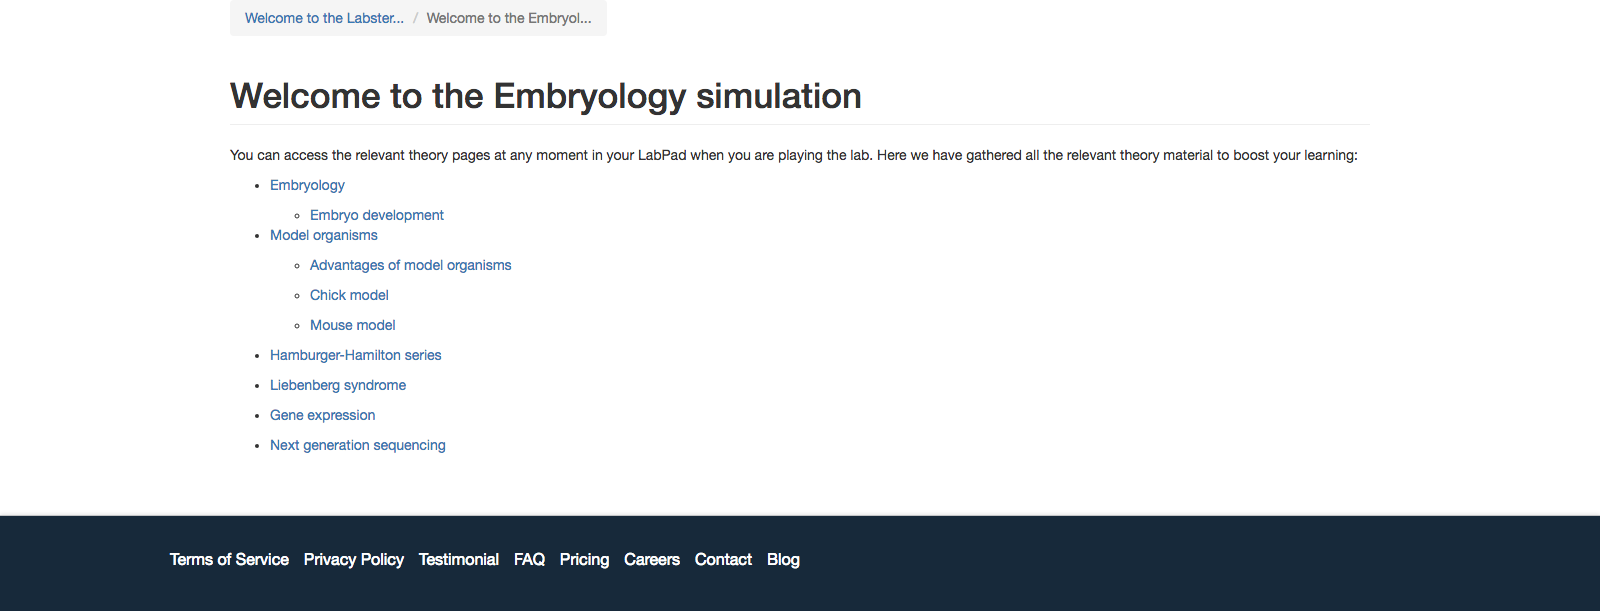 Welcome to the Labster... / Welcome to the Embryol...
Welcome to the Embryology simulation
You can access the relevant theory pages at any moment in your LabPad when you are playing the lab. Here we have gathered all the relevant theory material to boost your learning:
Embryology
Embryo development
Model organisms
Advantages of model organisms
Chick model
Mouse model
Hamburger-Hamilton series
Liebenberg syndrome
Gene expression
Next generation sequencing
Terms of Service Privacy Policy Testimonial FAQ Pricing Careers Contact Blog